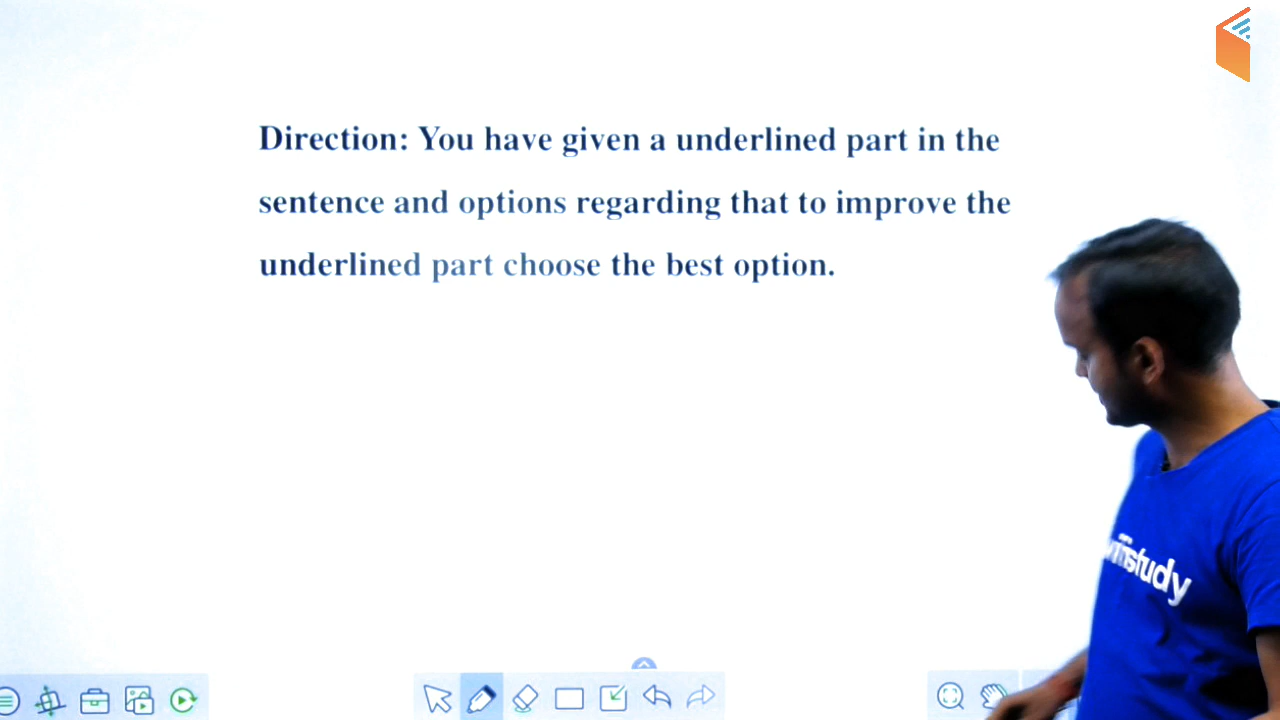 Direction: You have given a underlined part in the
sentence and options regarding that to improve the
underlined part choose the best option.
study